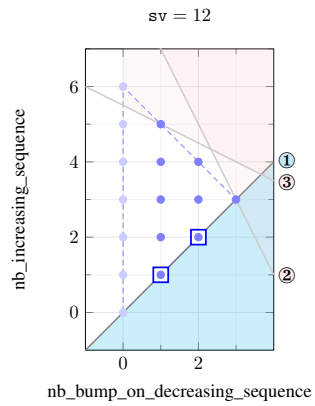 sv = 12
6
4
2
0
nb_increasing_sequence
①
③
②
0 2
nb_bump_on_decreasing_sequence